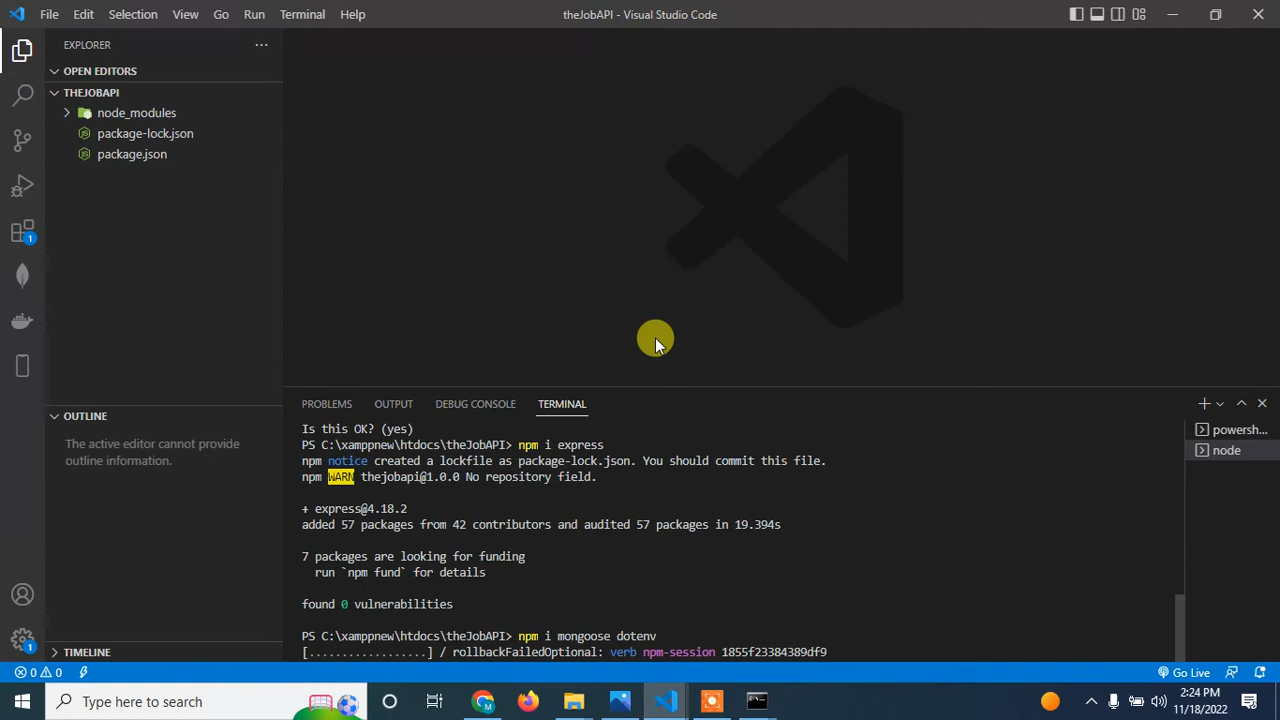 File Edit Selection View Go Run Terminal Help
theJobAPI - Visual Studio Code
EXPLORER
OPEN EDITORS
THEJOBAPI
node_modules
package-lock.json
package.json
OUTLINE
The active editor cannot provide
outline information.
TIMELINE
1
1
PROBLEMS OUTPUT DEBUG CONSOLE TERMINAL
Is this OK? (yes)
PS C:\xamppnew\htdocs\theJobAPI> npm i express
npm notice created a lockfile as package-lock.json. You should commit this file.
npm WARN thejobapi@1.0.0 No repository field.
+ express@4.18.2
added 57 packages from 42 contributors and audited 57 packages in 19.394s
7 packages are looking for funding
run `npm fund` for details
found 0 vulnerabilities
PS C:\xamppnew\htdocs\theJobAPI> npm i mongoose dotenv
[.................] / rollbackFailedOptional: verb npm-session 1855f23384389df9
powersh...
node
0 0
Go Live
Type here to search
2:24 PM
11/18/2022